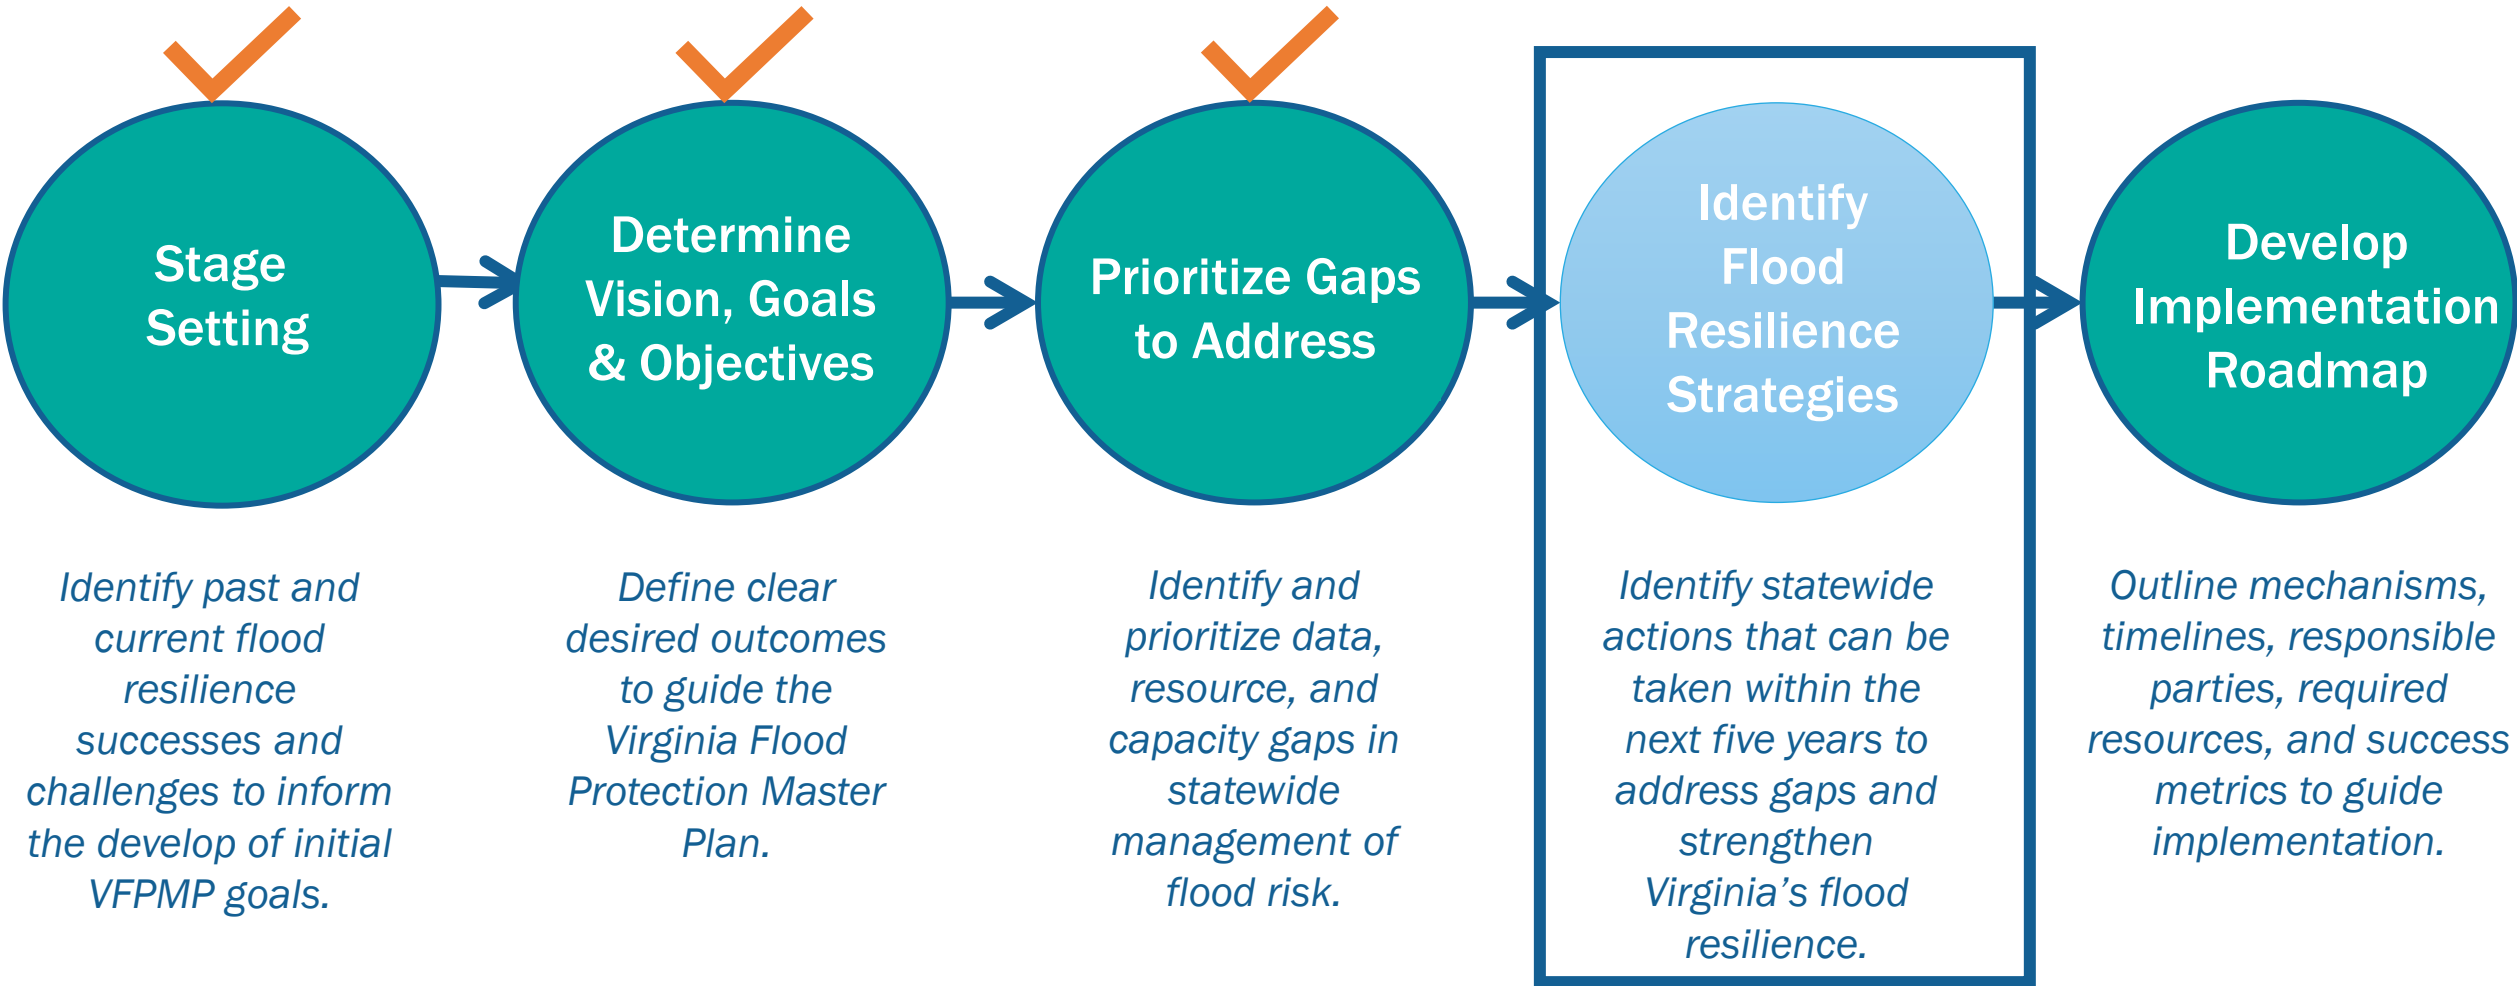 Stage
Setting
Determine
Vision, Goals
& Objectives
Prioritize Gaps
to Address
Identify
Flood
Resilience
Strategies
Develop
Implementation
Roadmap
Identify past and
current flood
resilience
successes and
challenges to inform
the develop of initial
VFPMP goals.
Define clear
desired outcomes
to guide the
Virginia Flood
Protection Master
Plan.
Identify and
prioritize data,
resource, and
capacity gaps in
statewide
management of
flood risk.
Identify statewide
actions that can be
taken within the
next five years to
address gaps and
strengthen
Virginia’s flood
resilience.
Outline mechanisms,
timelines, responsible
parties, required
resources, and success
metrics to guide
implementation.